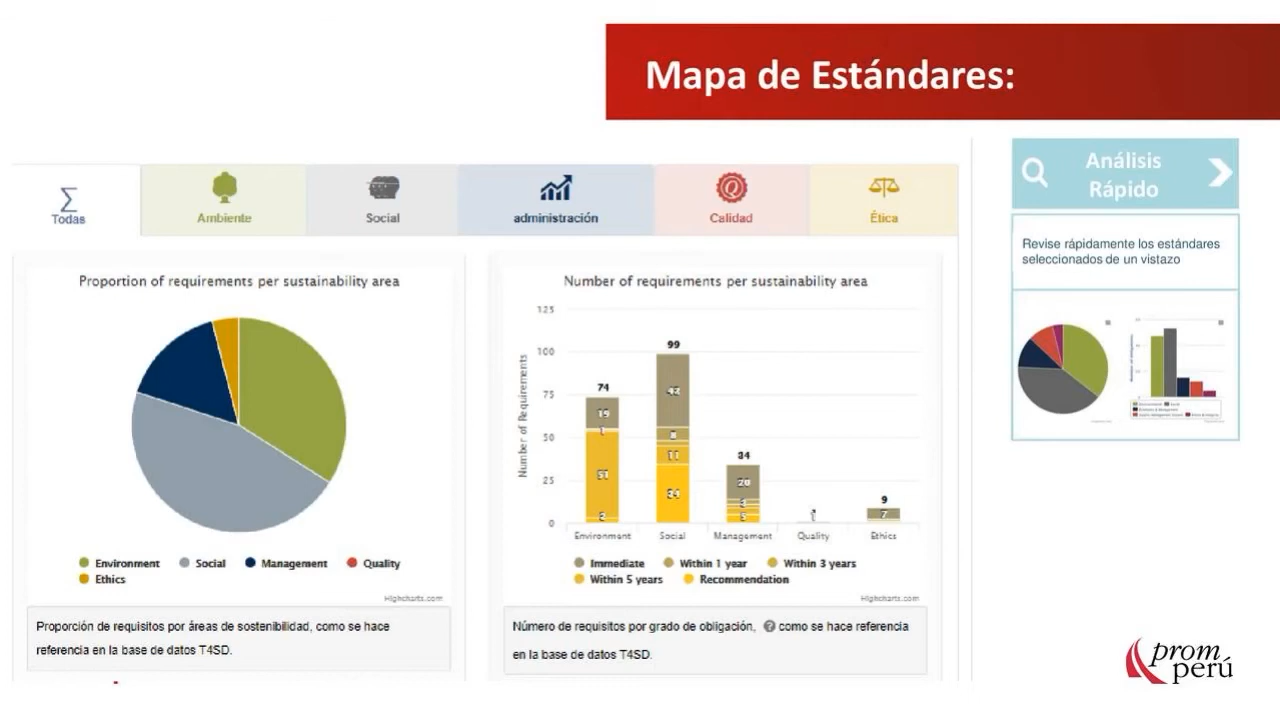 Mapa de Estándares:
Todas
Ambiente
Social
administración
Calidad
Ética
Análisis
Rápido
Revise rápidamente los estándares
seleccionados de un vistazo
Proportion of requirements per sustainability area
Environment Social Management Quality
Ethics
Highcharts.com
Proporción de requisitos por áreas de sostenibilidad, como se hace
referencia en la base de datos T4SD.
Number of requirements per sustainability area
Number of Requirements
125
100
75
50
25
0
74
19
1
51
99
42
8
11
34
34
20
5
9
7
Environment Social Management Quality Ethics
Immediate Within 1 year Within 3 years
Within 5 years Recommendation
Highcharts.com
Número de requisitos por grado de obligación, ? como se hace referencia
en la base de datos T4SD.
prom
perú